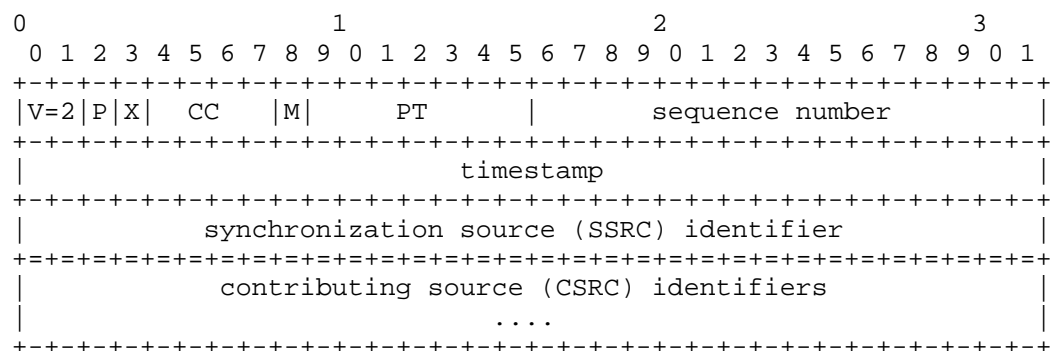 0                   1                   2                   3
 0 1 2 3 4 5 6 7 8 9 0 1 2 3 4 5 6 7 8 9 0 1 2 3 4 5 6 7 8 9 0 1
+-+-+-+-+-+-+-+-+-+-+-+-+-+-+-+-+-+-+-+-+-+-+-+-+-+-+-+-+-+-+-+-+
|V=2|P|X|  CC   |M|     PT      |       sequence number         |
+-+-+-+-+-+-+-+-+-+-+-+-+-+-+-+-+-+-+-+-+-+-+-+-+-+-+-+-+-+-+-+-+
|                           timestamp                           |
+-+-+-+-+-+-+-+-+-+-+-+-+-+-+-+-+-+-+-+-+-+-+-+-+-+-+-+-+-+-+-+-+
|           synchronization source (SSRC) identifier            |
+=+=+=+=+=+=+=+=+=+=+=+=+=+=+=+=+=+=+=+=+=+=+=+=+=+=+=+=+=+=+=+=+
|            contributing source (CSRC) identifiers             |
|                             ....                              |
+-+-+-+-+-+-+-+-+-+-+-+-+-+-+-+-+-+-+-+-+-+-+-+-+-+-+-+-+-+-+-+-+